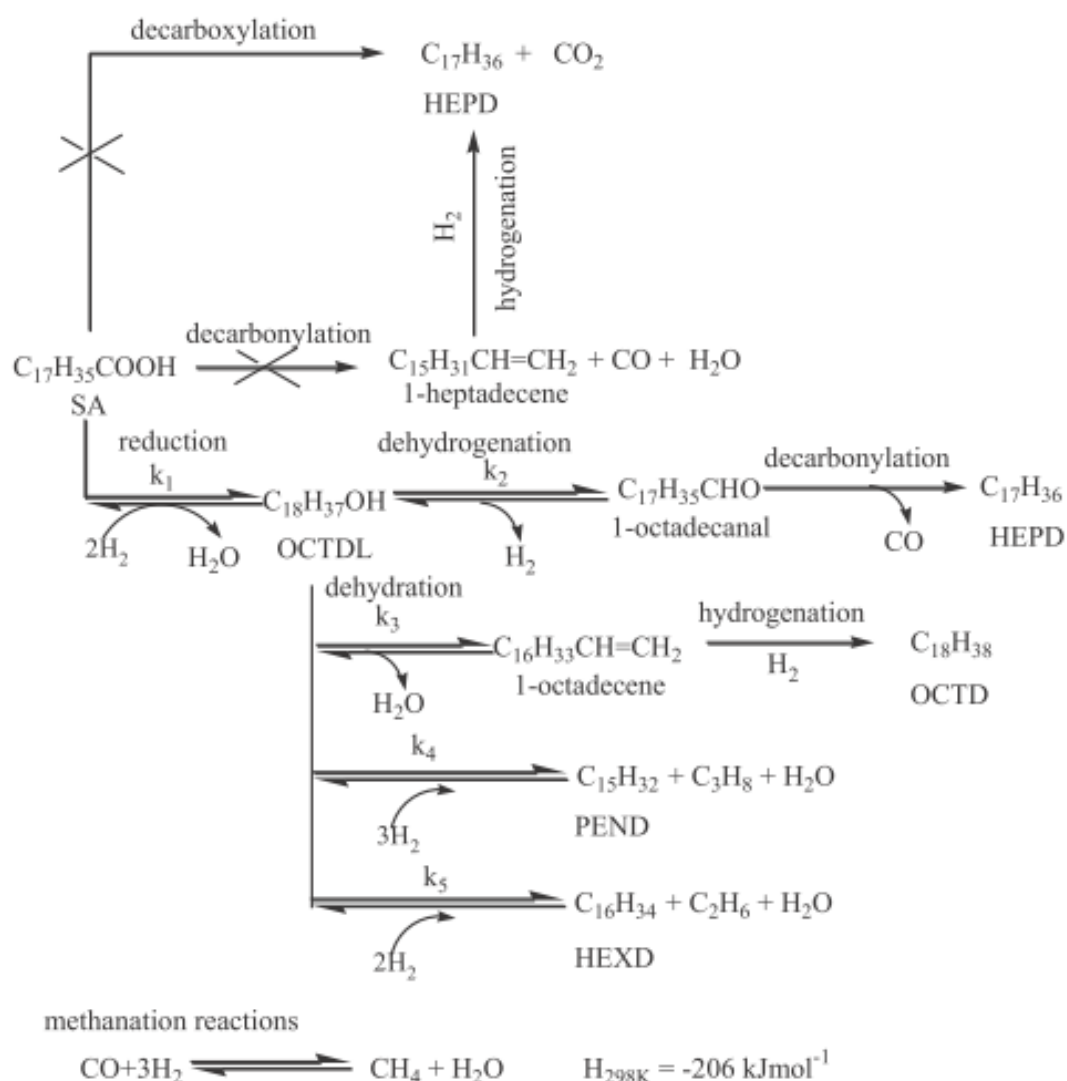 decarboxylation
C₁₇H₃₆ + CO₂
HEPD
H₂
hydrogenation
decarbonylation
C₁₇H₃₅COOH
C₁₅H₃₁CH=CH₂ + CO + H₂O
SA
1-heptadecene
reduction
dehydrogenation
decarbonylation
k₁
k₂
C₁₈H₃₇OH
C₁₇H₃₅CHO
C₁₇H₃₆
1-octadecanal
2H₂
H₂O
OCTDL
H₂
CO
HEPD
dehydration
k₃
hydrogenation
C₁₆H₃₃CH=CH₂
C₁₈H₃₈
H₂
1-octadecene
OCTD
H₂O
k₄
C₁₅H₃₂ + C₃H₈ + H₂O
3H₂
PEND
k₅
C₁₆H₃₄ + C₂H₆ + H₂O
2H₂
HEXD
methanation reactions
CO+3H₂ CH₄ + H₂O H₂₉₈K = -206 kJmol⁻¹